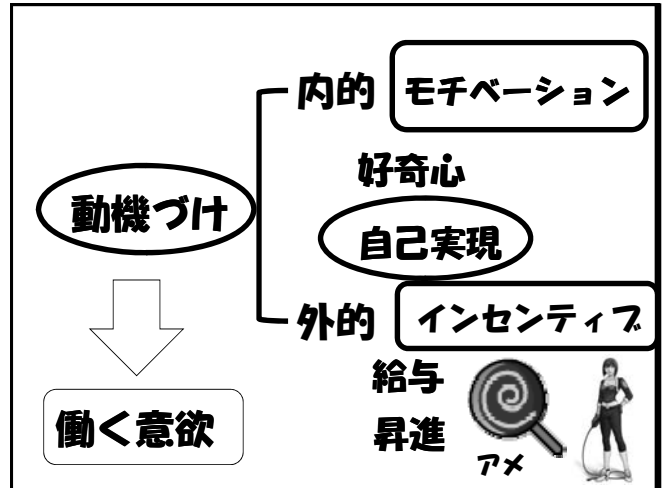 内的 モチベーション
好奇心
動機づけ
自己実現
外的 インセンティブ
給与
昇進
アメ
働く意欲